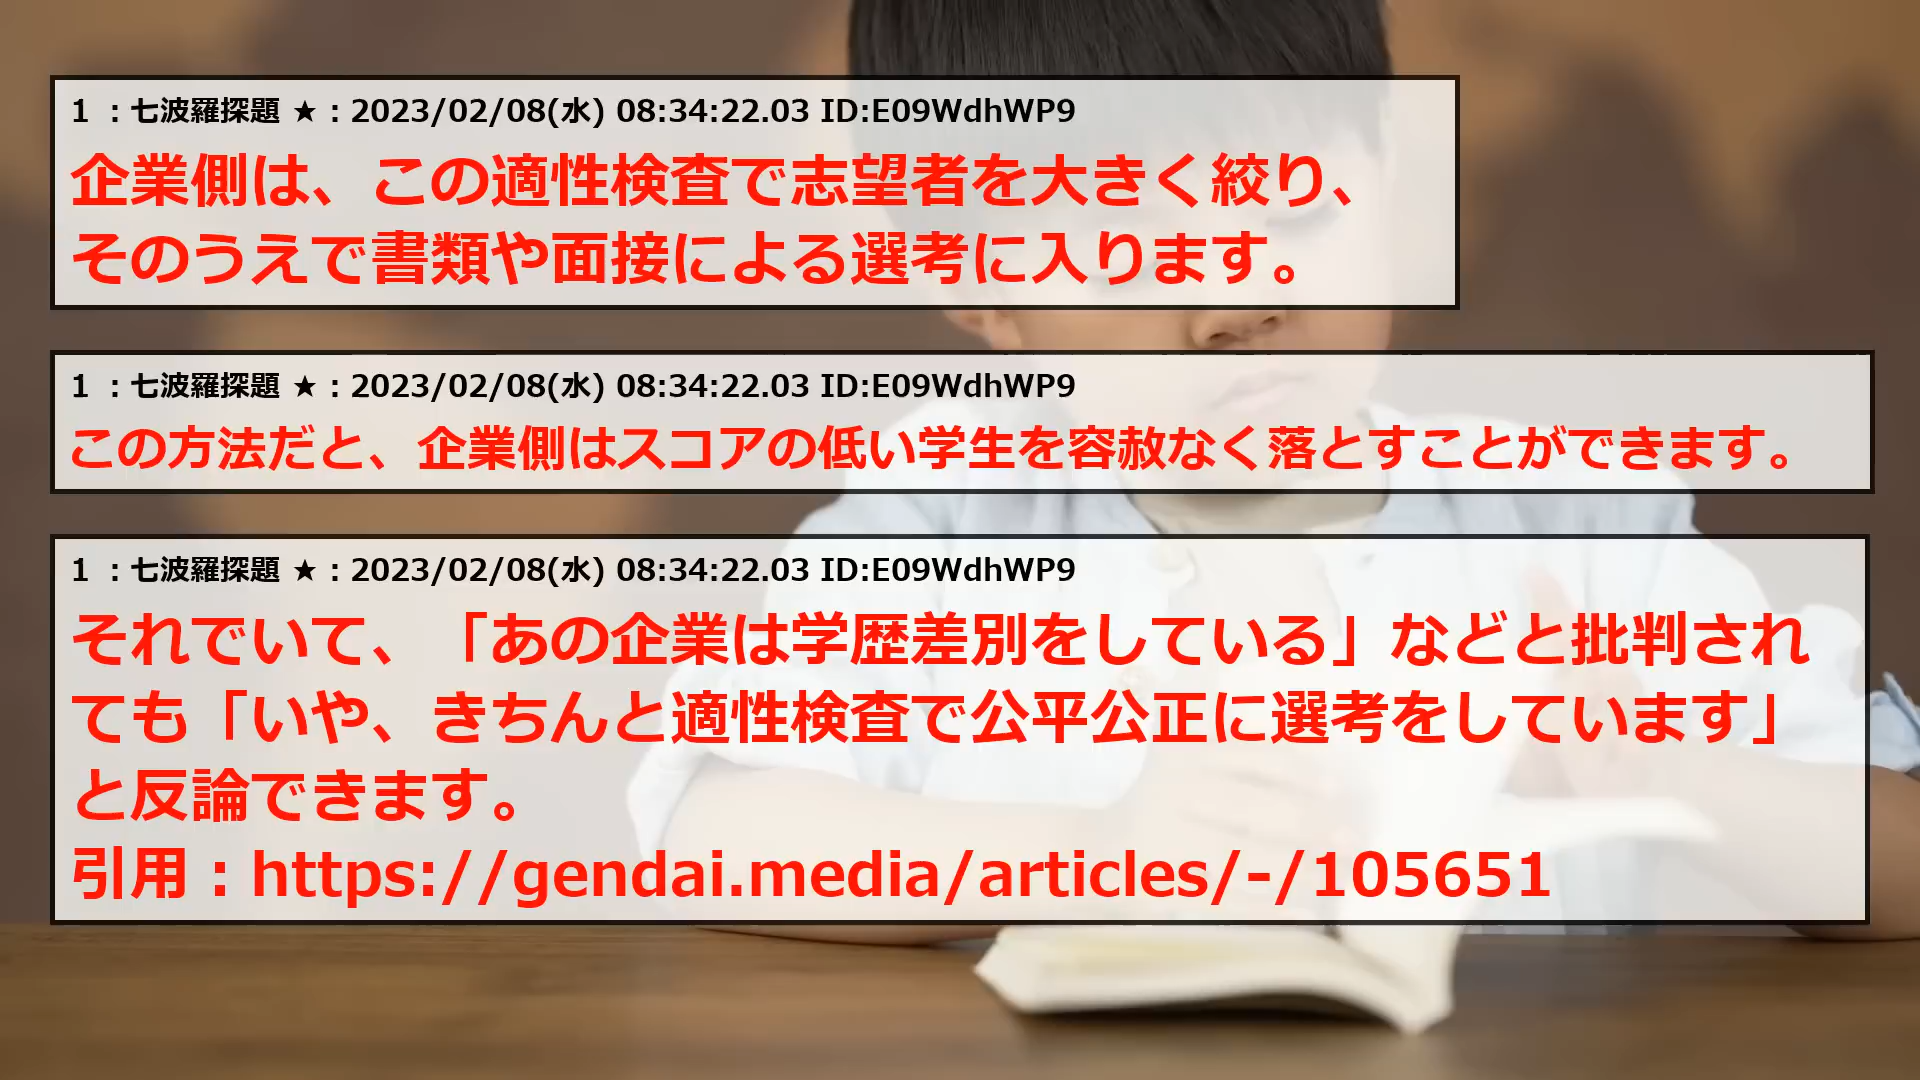 1 ：七波羅探題 ★：2023/02/08(水) 08:34:22.03 ID:E09WdhWP9
企業側は、この適性検査で志望者を大きく絞り、
そのうえで書類や面接による選考に入ります。
1 ：七波羅探題 ★：2023/02/08(水) 08:34:22.03 ID:E09WdhWP9
この方法だと、企業側はスコアの低い学生を容赦なく落とすことができます。
1 ：七波羅探題 ★：2023/02/08(水) 08:34:22.03 ID:E09WdhWP9
それでいて、「あの企業は学歴差別をしている」などと批判され
ても「いや、きちんと適性検査で公平公正に選考をしています」
と反論できます。
引用：https://gendai.media/articles/-/105651